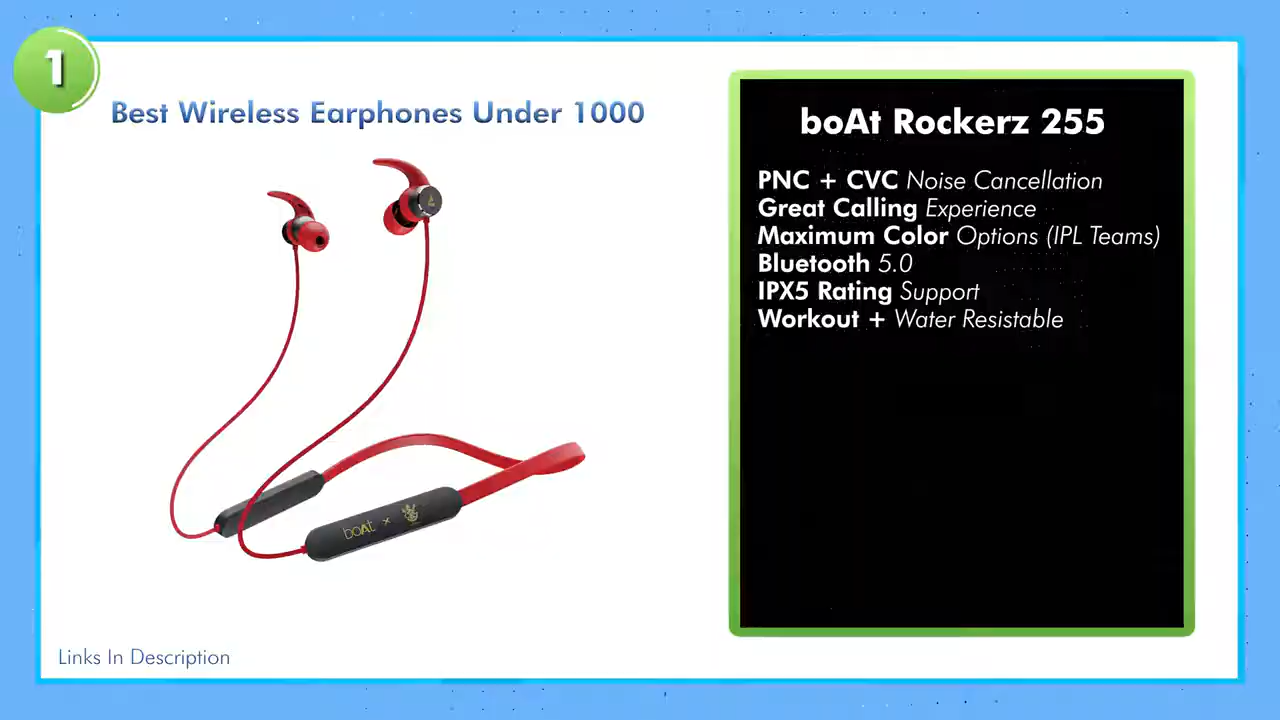 1
Best Wireless Earphones Under 1000
boAt Rockerz 255
PNC + CVC Noise Cancellation
Great Calling Experience
Maximum Color Options (IPL Teams)
Bluetooth 5.0
IPX5 Rating Support
Workout + Water Resistable
boAt ×
Links In Description